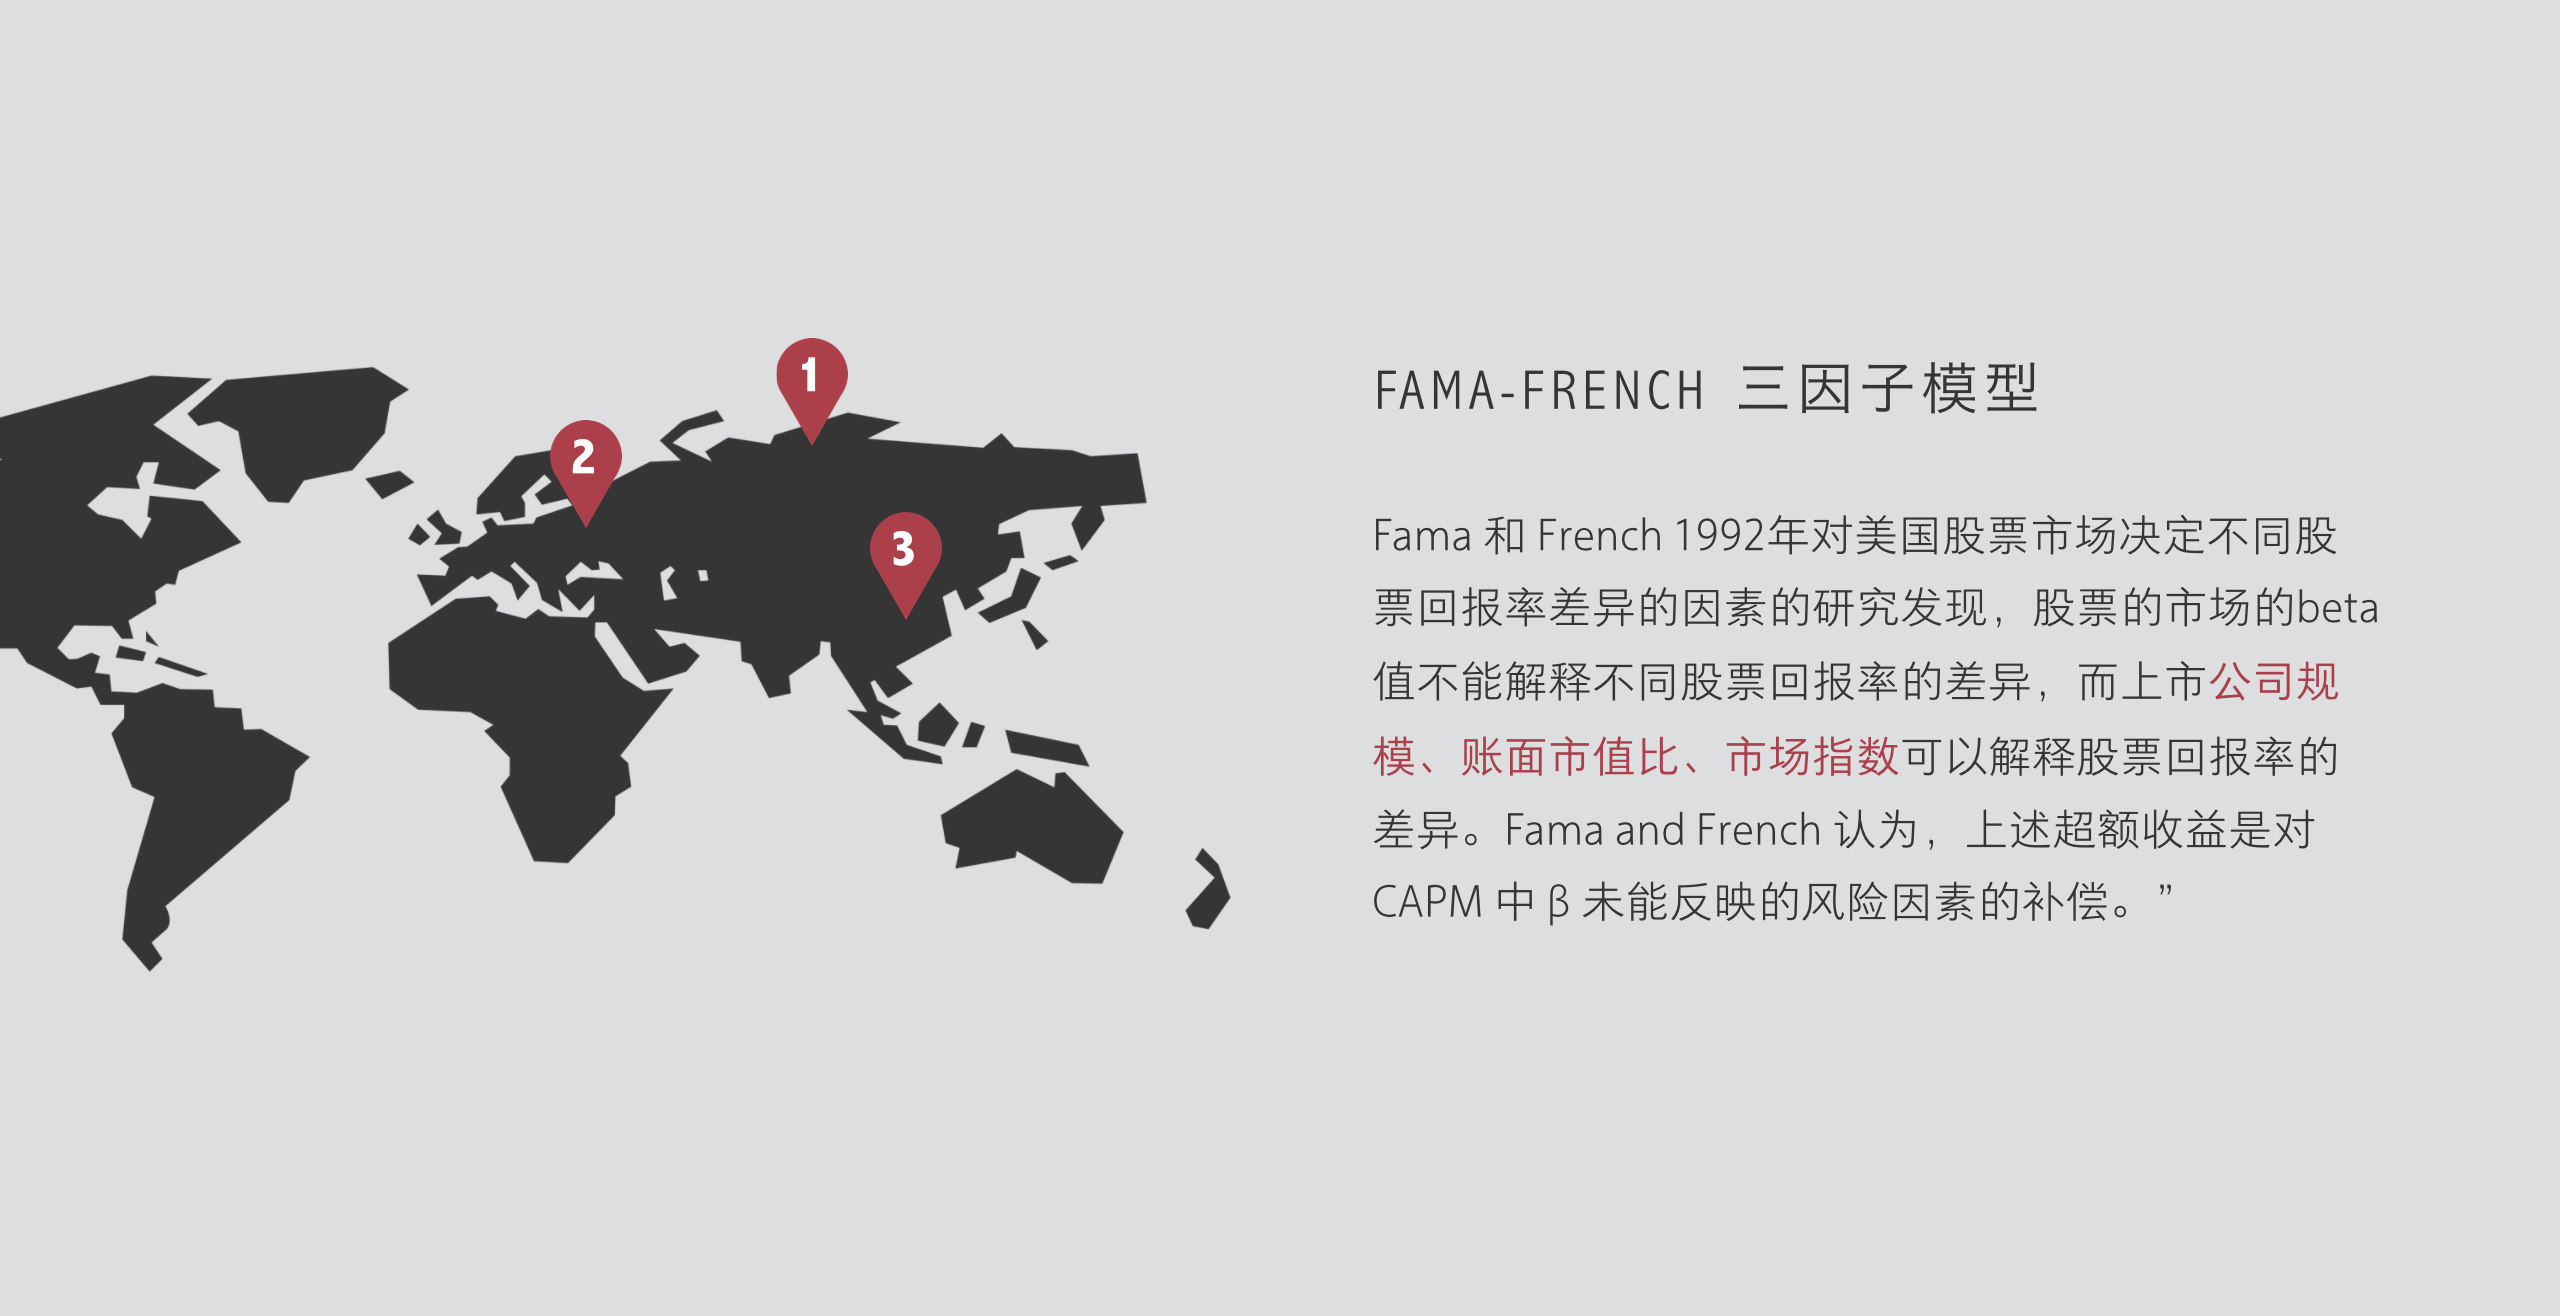 1
2
3
FAMA-FRENCH 三因子模型
Fama 和 French 1992年对美国股票市场决定不同股
票回报率差异的因素的研究发现，股票的市场的beta
值不能解释不同股票回报率的差异，而上市公司规
模、账面市值比、市场指数可以解释股票回报率的
差异。Fama and French 认为，上述超额收益是对
CAPM 中 β 未能反映的风险因素的补偿。”